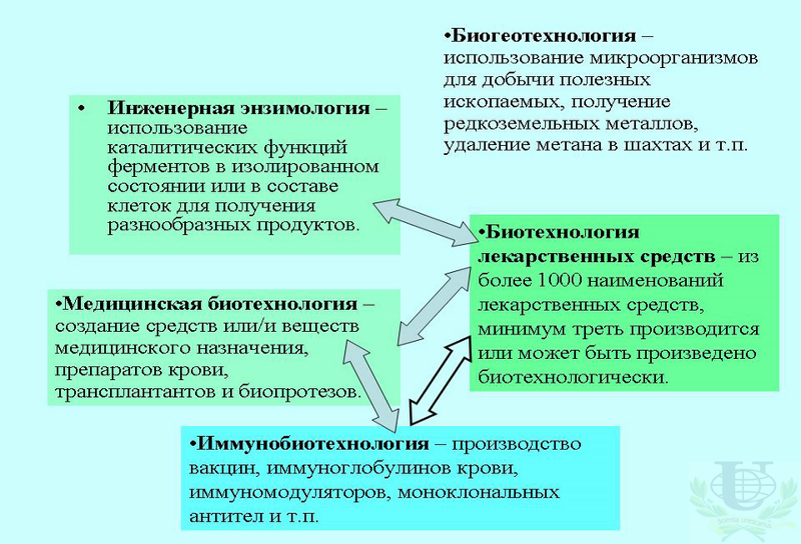 •Биогеотехнология –
использование микроорганизмов
для добычи полезных
ископаемых, получение
редкоземельных металлов,
удаление метана в шахтах и т.п.
• Инженерная энзимология –
использование
каталитических функций
ферментов в изолированном
состоянии или в составе
клеток для получения
разнообразных продуктов.
•Биотехнология
лекарственных средств – из
более 1000 наименований
лекарственных средств,
минимум треть производится
или может быть произведено
биотехнологически.
•Медицинская биотехнология –
создание средств или/и веществ
медицинского назначения,
препаратов крови,
трансплантантов и биопротезов.
•Иммунобиотехнология – производство
вакцин, иммуноглобулинов крови,
иммуномодуляторов, моноклональных
антител и т.п.